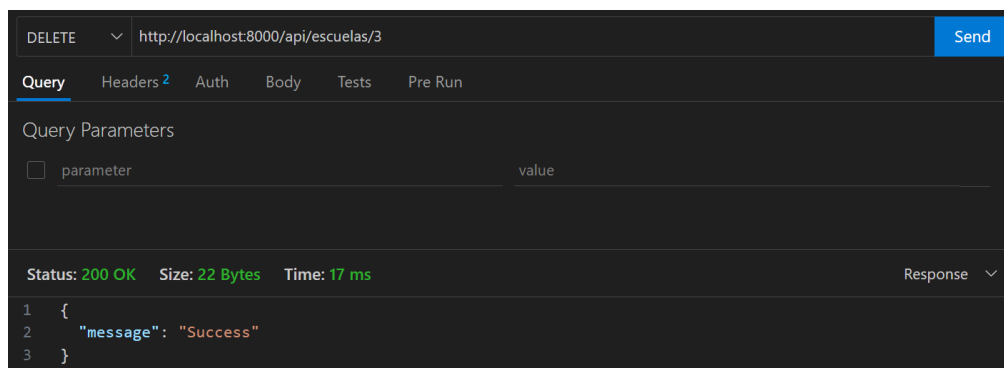 DELETE http://localhost:8000/api/escuelas/3 Send
Query Headers 2 Auth Body Tests Pre Run
Query Parameters
parameter value
Status: 200 OK Size: 22 Bytes Time: 17 ms Response
1 {
2 "message": "Success"
3 }